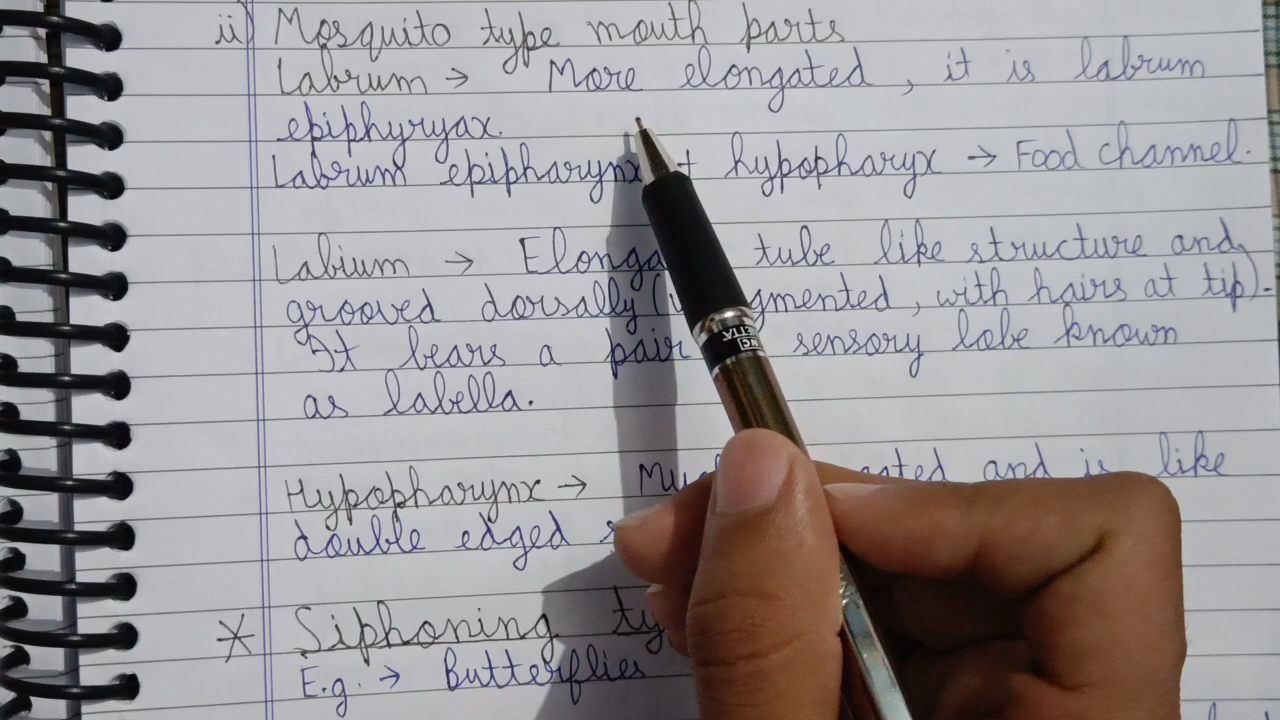 ii) Mosquito type mouth parts
Labrum → More elongated, it is labrum
epiphyryax.
Labrum epipharynx + hypopharyx → Food channel.
Labium → Elonga tube like structure and
grooved dorsally ( gmented, with hairs at tip).
It bears a pair sensory lobe known
as labella.
Hypopharynx → and is like
double edged
* Siphoning
E.g. → Butterflies